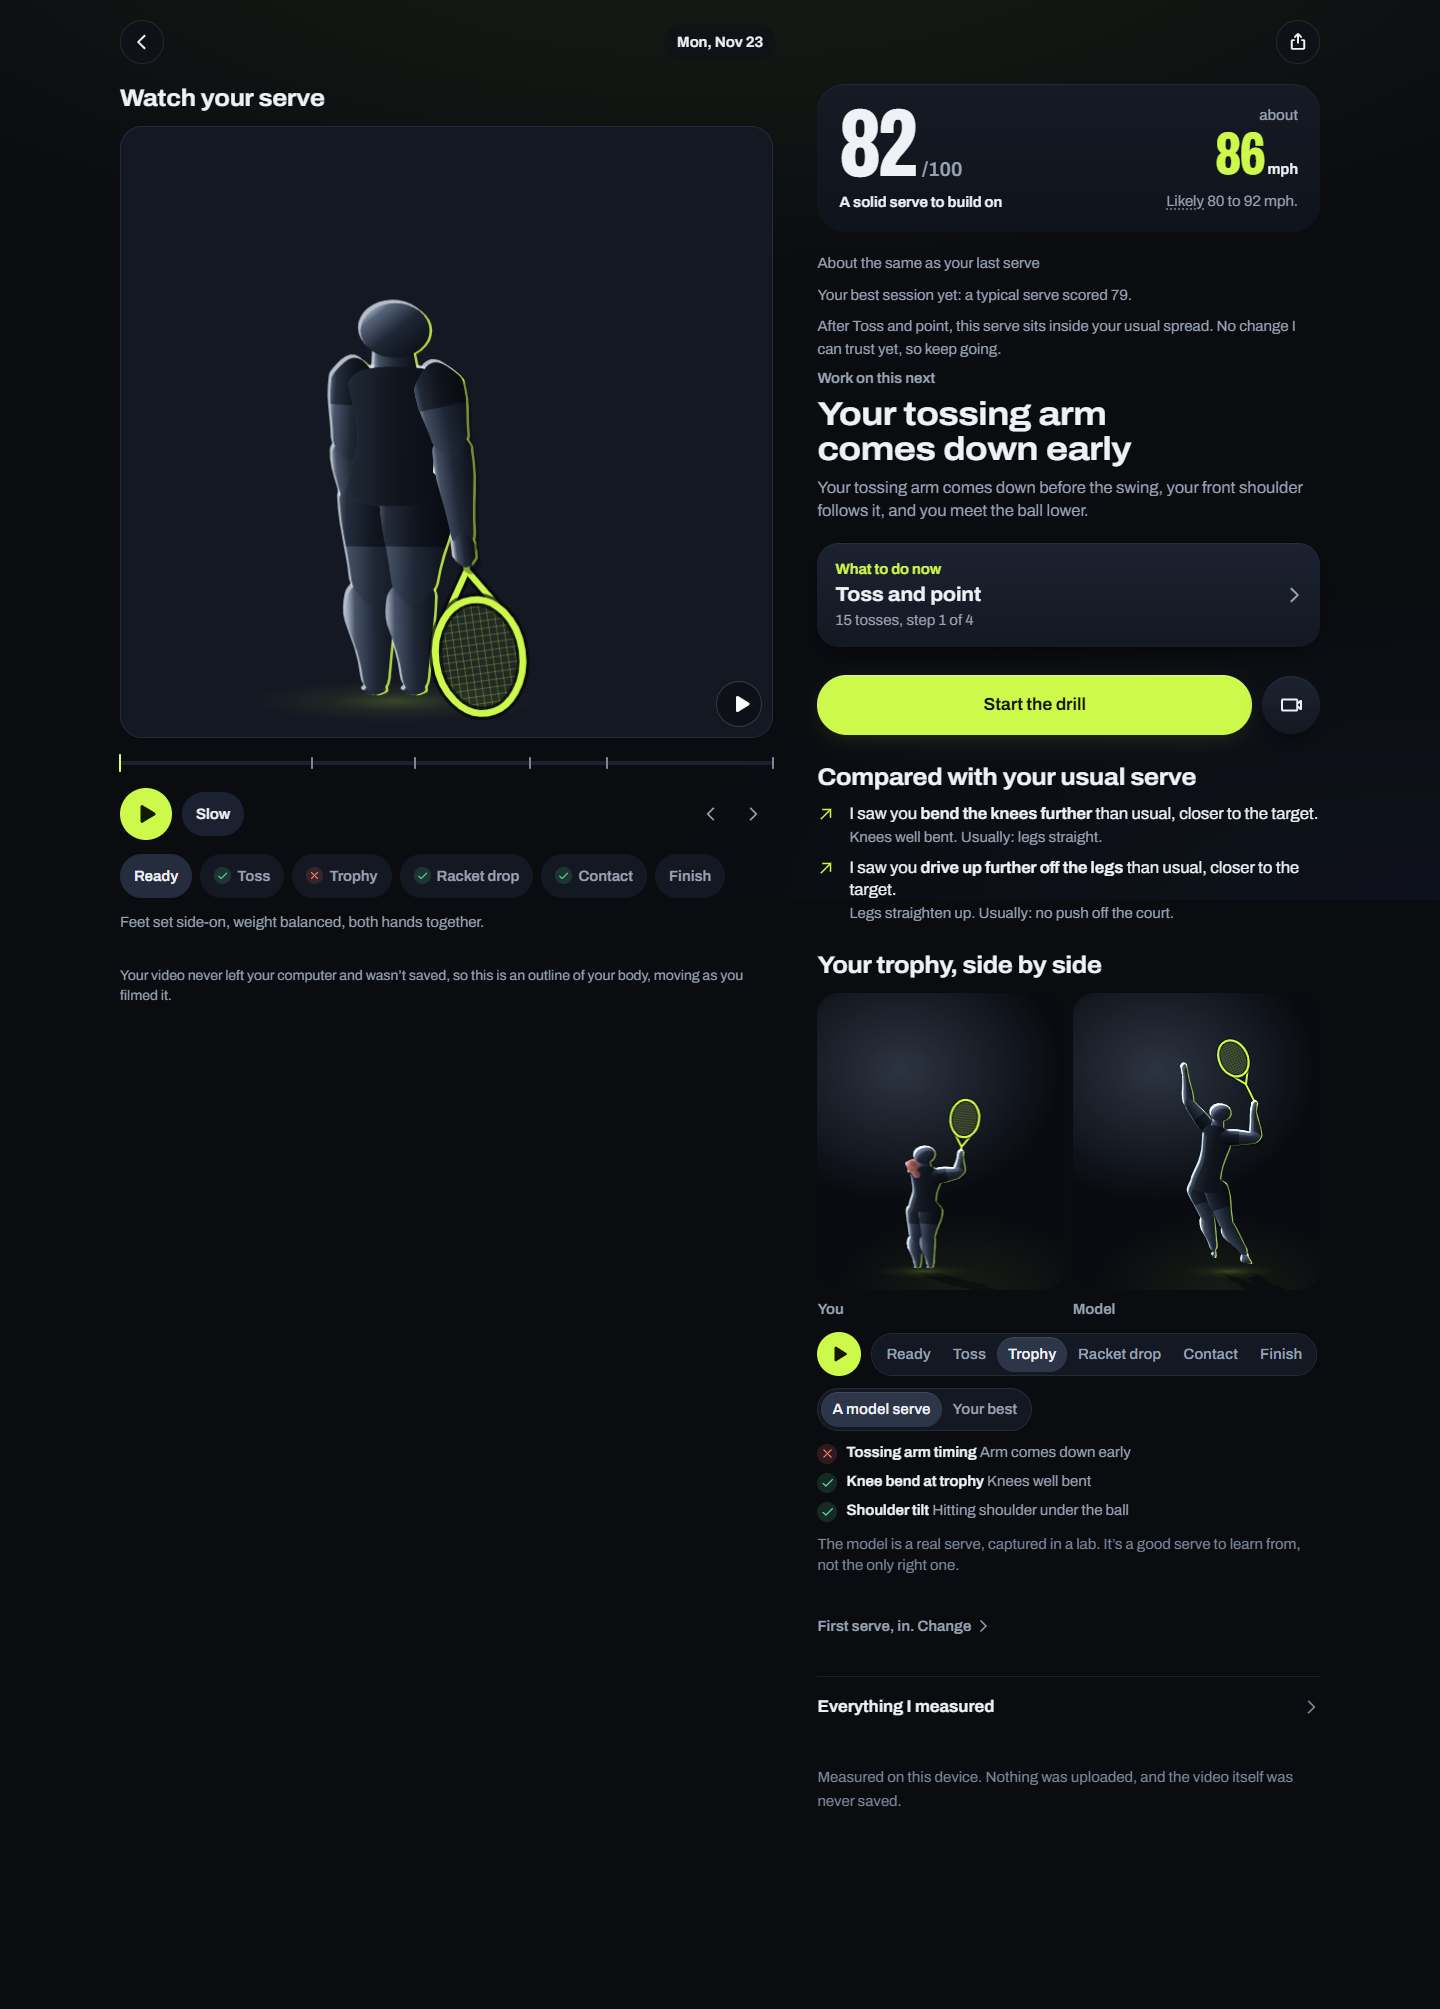 Mon, Nov 23
Watch your serve
Slow
Ready
Toss
Trophy
Racket drop
Contact
Finish
Feet set side-on, weight balanced, both hands together.
Your video never left your computer and wasn't saved, so this is an outline of your body, moving as you
filmed it.
82 /100
A solid serve to build on
about
86 mph
Likely 80 to 92 mph.
About the same as your last serve
Your best session yet: a typical serve scored 79.
After Toss and point, this serve sits inside your usual spread. No change I
can trust yet, so keep going.
Work on this next
Your tossing arm
comes down early
Your tossing arm comes down before the swing, your front shoulder
follows it, and you meet the ball lower.
What to do now
Toss and point
15 tosses, step 1 of 4
Start the drill
Compared with your usual serve
I saw you bend the knees further than usual, closer to the target.
Knees well bent. Usually: legs straight.
I saw you drive up further off the legs than usual, closer to the
target.
Legs straighten up. Usually: no push off the court.
Your trophy, side by side
You
Model
Ready
Toss
Trophy
Racket drop
Contact
Finish
A model serve
Your best
Tossing arm timing Arm comes down early
Knee bend at trophy Knees well bent
Shoulder tilt Hitting shoulder under the ball
The model is a real serve, captured in a lab. It's a good serve to learn from,
not the only right one.
First serve, in. Change
Everything I measured
Measured on this device. Nothing was uploaded, and the video itself was
never saved.